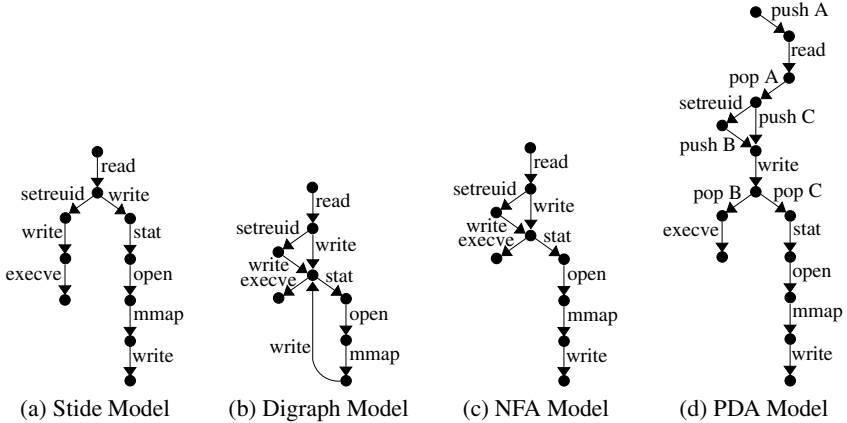 read
setreuid write
write stat
execve open
mmap
write
(a) Stide Model
read
setreuid
write
write
execve stat
open
write mmap
(b) Digraph Model
read
setreuid
write
write
execve stat
open
mmap
write
(c) NFA Model
push A
read
pop A
setreuid
push C
push B
write
pop B pop C
execve stat
open
mmap
write
(d) PDA Model